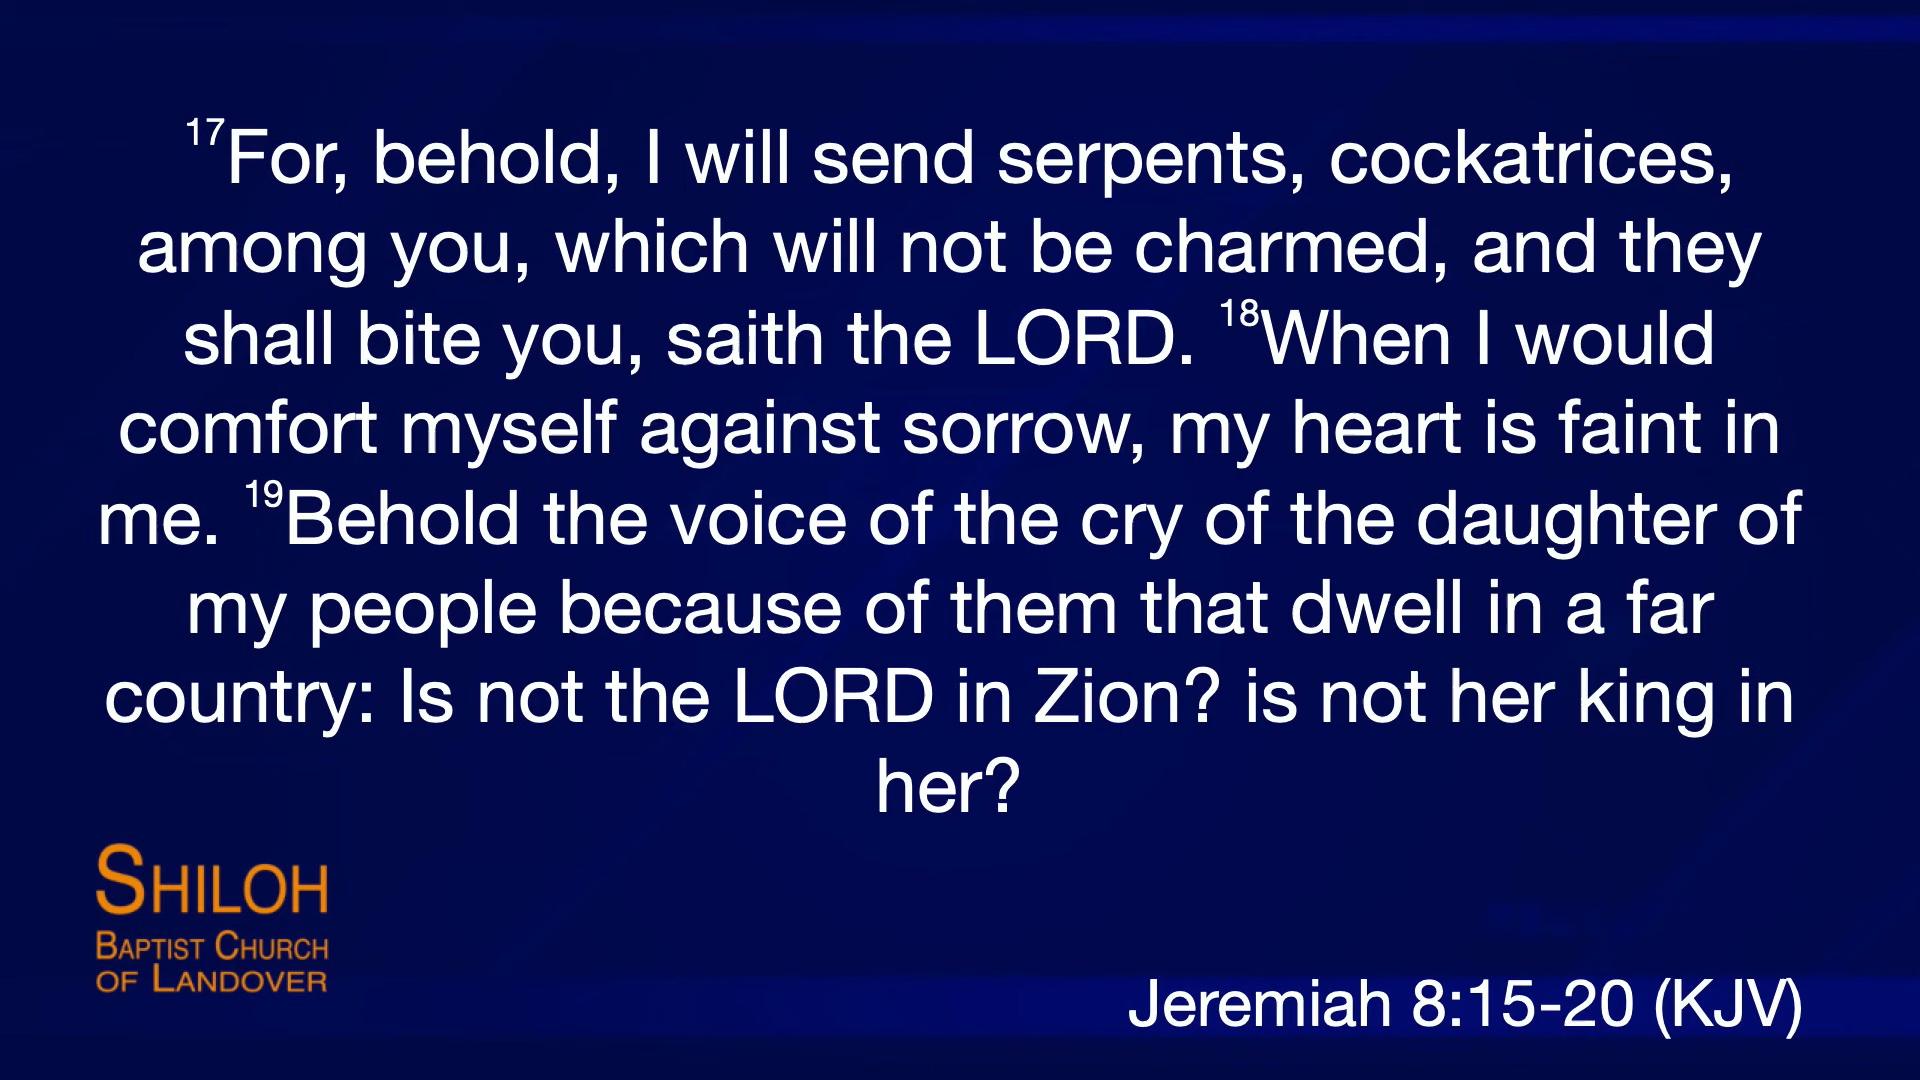 17For, behold, I will send serpents, cockatrices,
among you, which will not be charmed, and they
shall bite you, saith the LORD. 18When I would
comfort myself against sorrow, my heart is faint in
me. 19Behold the voice of the cry of the daughter of
my people because of them that dwell in a far
country: Is not the LORD in Zion? is not her king in
her?
SHILOH
BAPTIST CHURCH
OF LANDOVER
Jeremiah 8:15-20 (KJV)